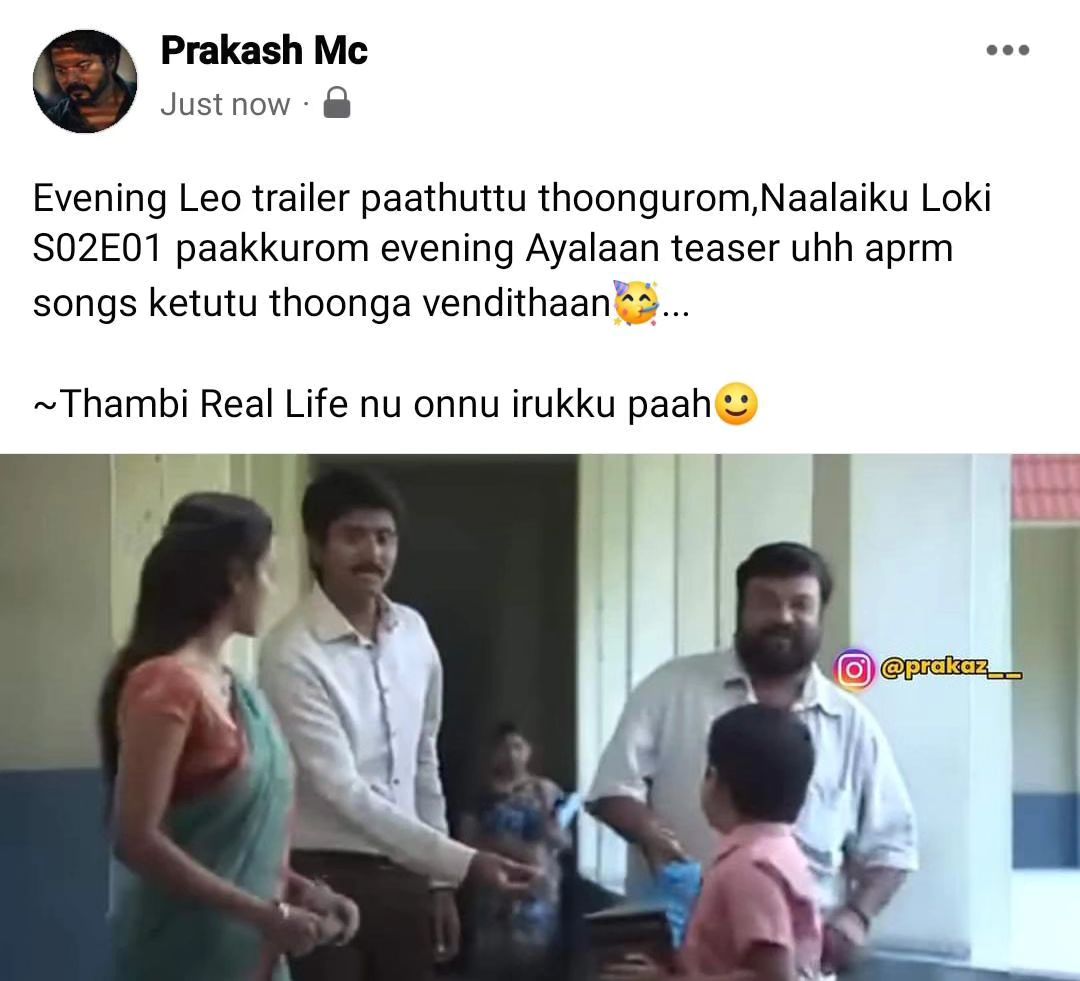 Prakash Mc
Just now ·
Evening Leo trailer paathuttu thoongurom,Naalaiku Loki
S02E01 paakkurom evening Ayalaan teaser uhh aprm
songs ketutu thoonga vendithaan🥳...
~Thambi Real Life nu onnu irukku paah🙂
@prakaz__